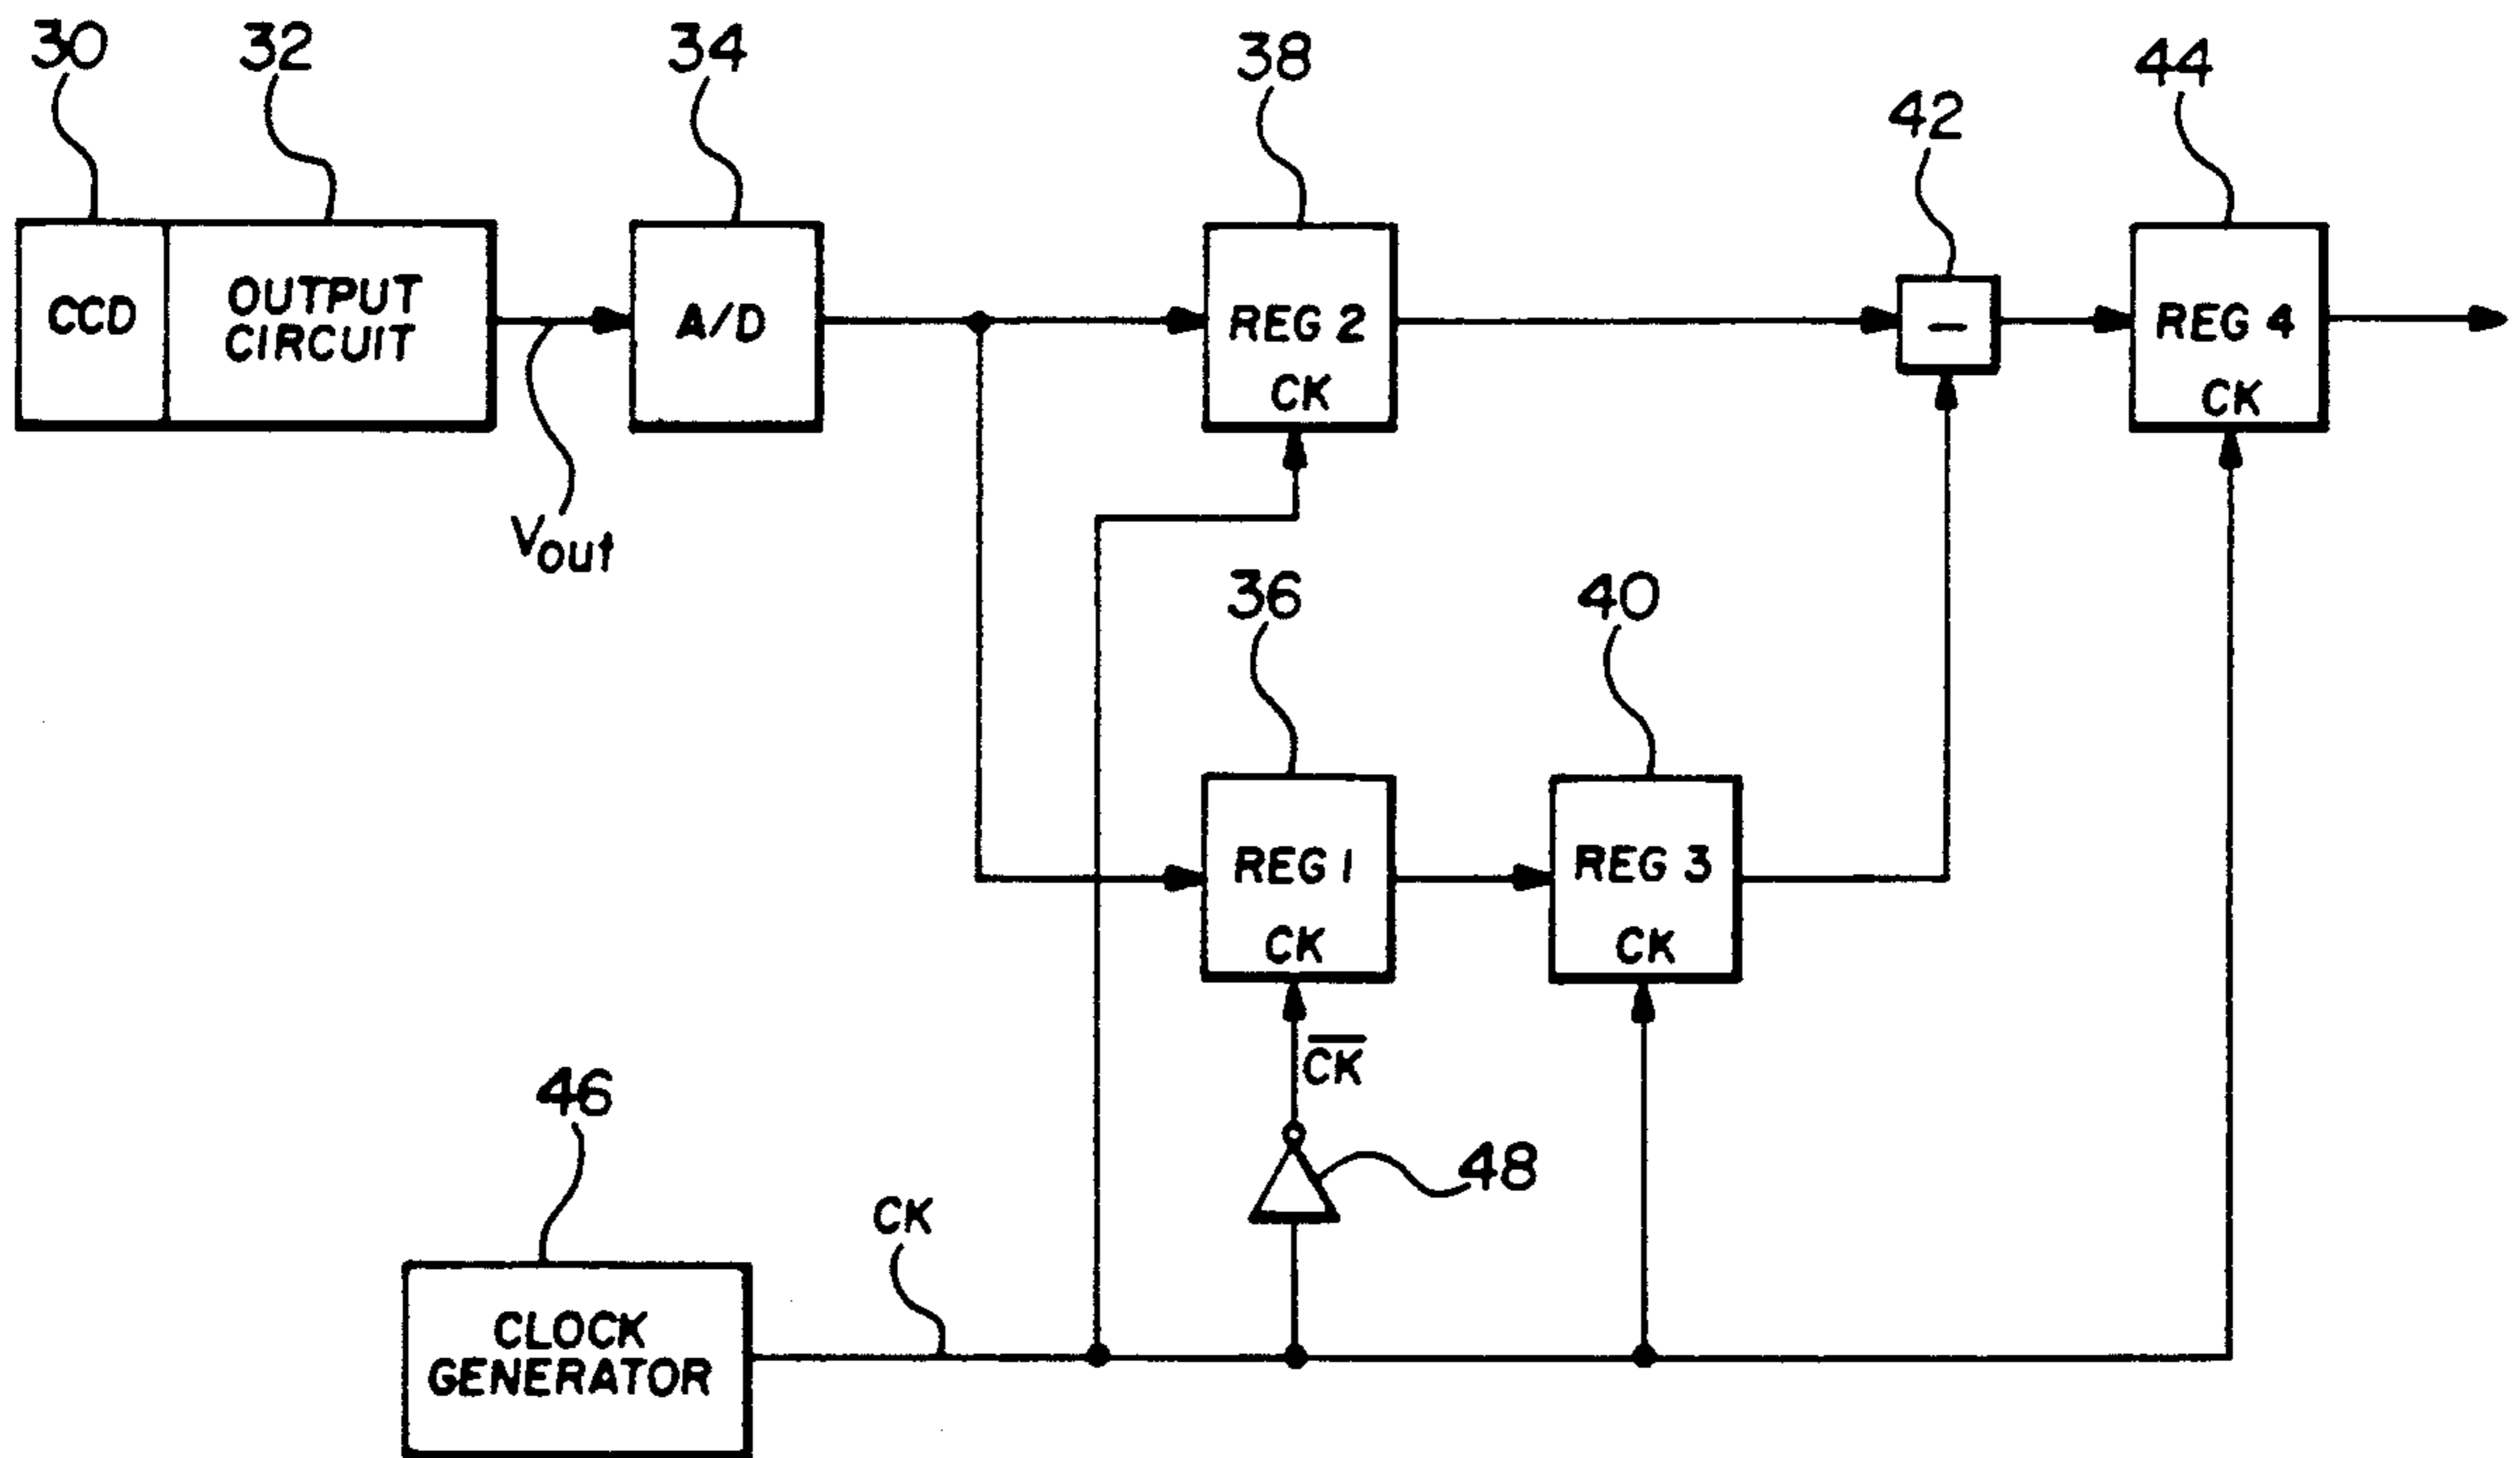 30
32
34
38
42
44
CCD
OUTPUT
CIRCUIT
A/D
REG 2
CK
–
REG 4
CK
Vout
36
40
REG 1
CK
REG 3
CK
C̅K̅
46
48
CK
CLOCK
GENERATOR